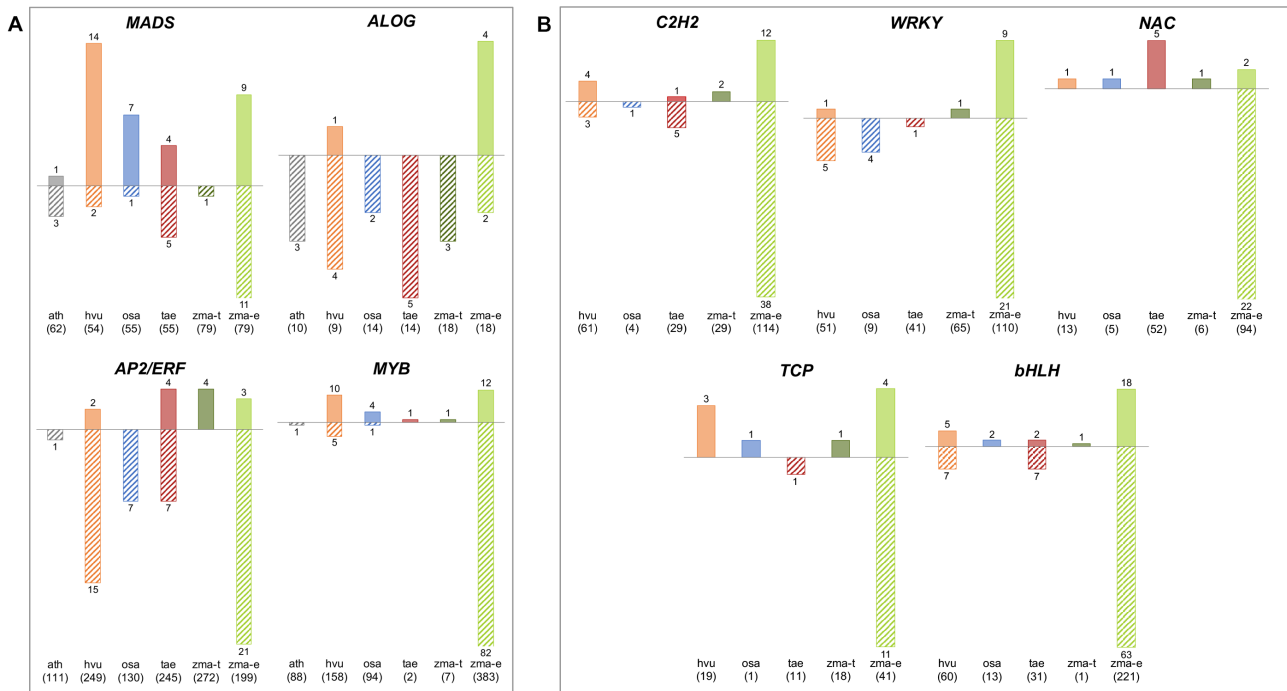 A
MADS
ALOG
14
7
4
9
1
3
2
1
5
1
11
4
1
3
4
2
5
3
2
ath hvu osa tae zma-t zma-e
(62) (54) (55) (55) (79) (79)
ath hvu osa tae zma-t zma-e
(10) (9) (14) (14) (18) (18)
AP2/ERF
MYB
2
4
4
3
1
15
7
7
21
10
4
1
1
12
1
5
1
82
ath hvu osa tae zma-t zma-e
(111) (249) (130) (245) (272) (199)
ath hvu osa tae zma-t zma-e
(88) (158) (94) (2) (7) (383)
B
C2H2
WRKY
NAC
4
1
2
12
3
1
5
38
1
1
9
5
4
1
21
1
1
5
1
2
22
hvu osa tae zma-t zma-e
(61) (4) (29) (29) (114)
hvu osa tae zma-t zma-e
(51) (9) (41) (65) (110)
hvu osa tae zma-t zma-e
(13) (5) (52) (6) (94)
TCP
bHLH
3
1
1
4
1
11
5
2
2
1
18
7
7
63
hvu osa tae zma-t zma-e
(19) (1) (11) (18) (41)
hvu osa tae zma-t zma-e
(60) (13) (31) (1) (221)